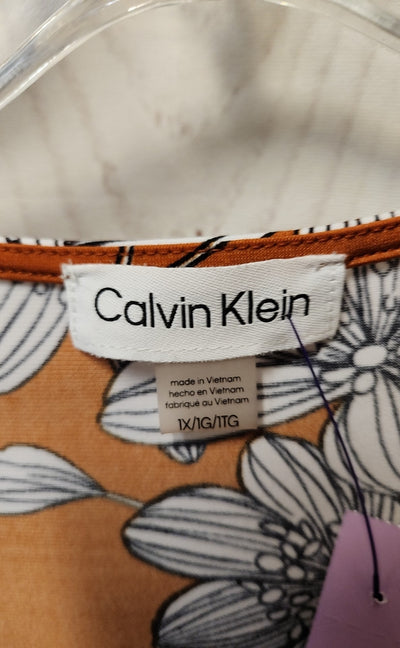 Calvin Klein
made in Vietnam
hecho en Vietnam
fabriqué au Vietnam
1X/1G/1TG